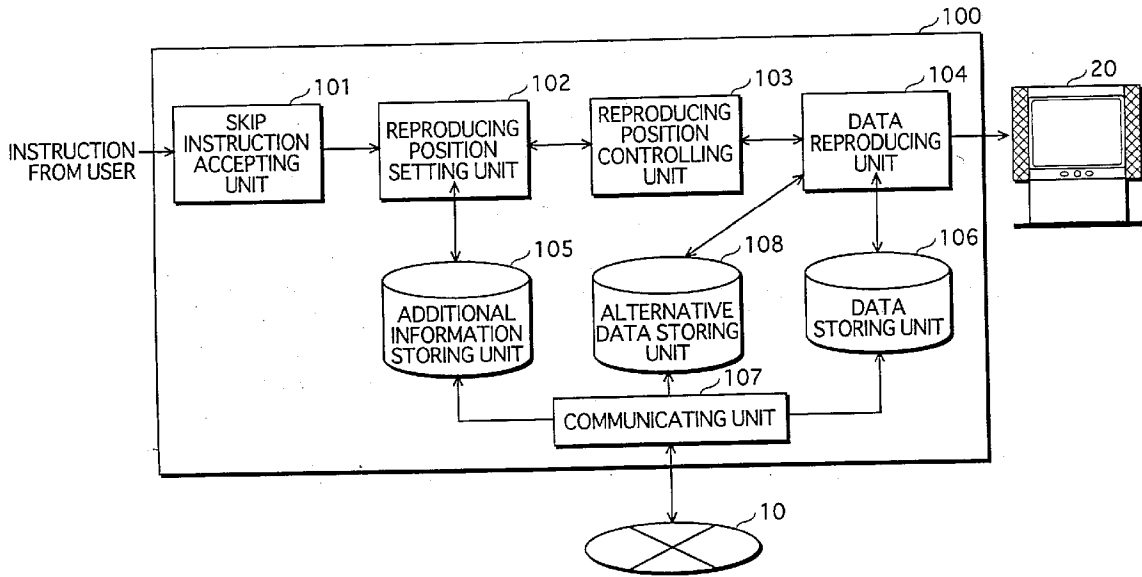 100
101
102
103
104
20
INSTRUCTION
FROM USER
SKIP
INSTRUCTION
ACCEPTING
UNIT
REPRODUCING
POSITION
SETTING UNIT
REPRODUCING
POSITION
CONTROLLING
UNIT
DATA
REPRODUCING
UNIT
105
108
106
ADDITIONAL
INFORMATION
STORING UNIT
ALTERNATIVE
DATA STORING
UNIT
DATA
STORING UNIT
107
COMMUNICATING UNIT
10